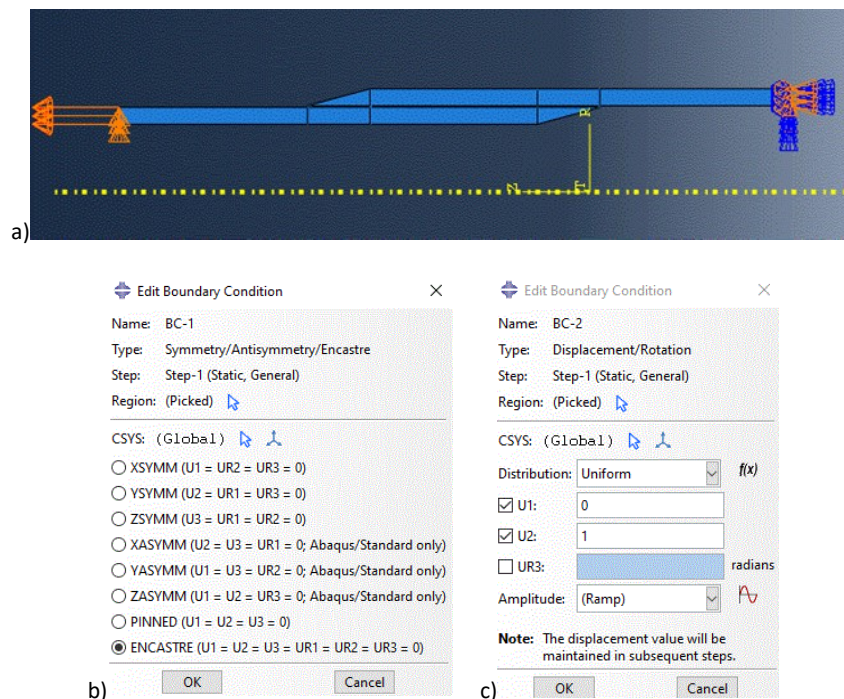 R
Z
T
a)
Edit Boundary Condition
Name: BC-1
Type: Symmetry/Antisymmetry/Encastre
Step: Step-1 (Static, General)
Region: (Picked)
CSYS: (Global)
XSYMM (U1 = UR2 = UR3 = 0)
YSYMM (U2 = UR1 = UR3 = 0)
ZSYMM (U3 = UR1 = UR2 = 0)
XASYMM (U2 = U3 = UR1 = 0; Abaqus/Standard only)
YASYMM (U1 = U3 = UR2 = 0; Abaqus/Standard only)
ZASYMM (U1 = U2 = UR3 = 0; Abaqus/Standard only)
PINNED (U1 = U2 = U3 = 0)
ENCASTRE (U1 = U2 = U3 = UR1 = UR2 = UR3 = 0)
OK Cancel
b)
Edit Boundary Condition
Name: BC-2
Type: Displacement/Rotation
Step: Step-1 (Static, General)
Region: (Picked)
CSYS: (Global)
Distribution: Uniform f(x)
U1: 0
U2: 1
UR3: radians
Amplitude: (Ramp)
Note: The displacement value will be
maintained in subsequent steps.
OK Cancel
c)